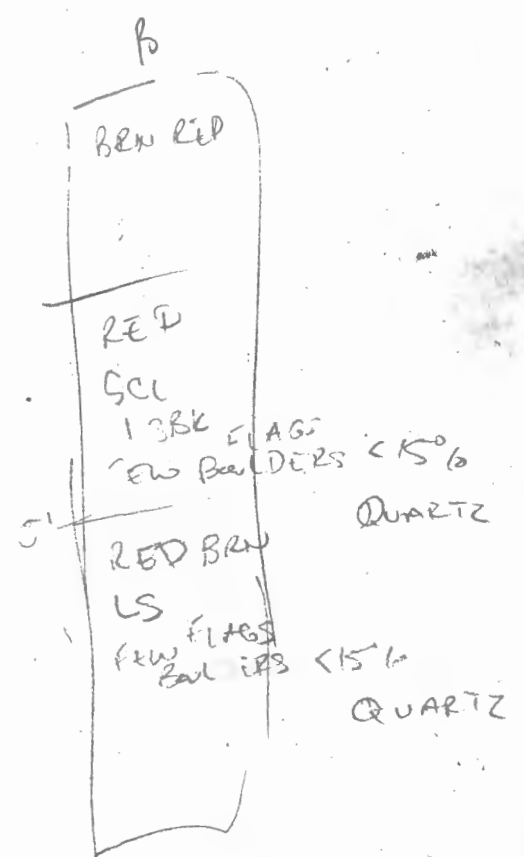 BRN RED
RED
SCL
1 SBK
FLAGS
FEW BOULDERS <15%
QUARTZ
5'
RED BRN
LS
FEW FLAGS
BOULDERS <15%
QUARTZ